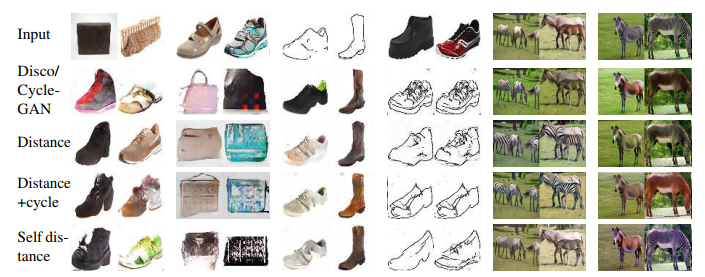 Input
Disco/
Cycle-
GAN
Distance
Distance
+cycle
Self dis-
tance